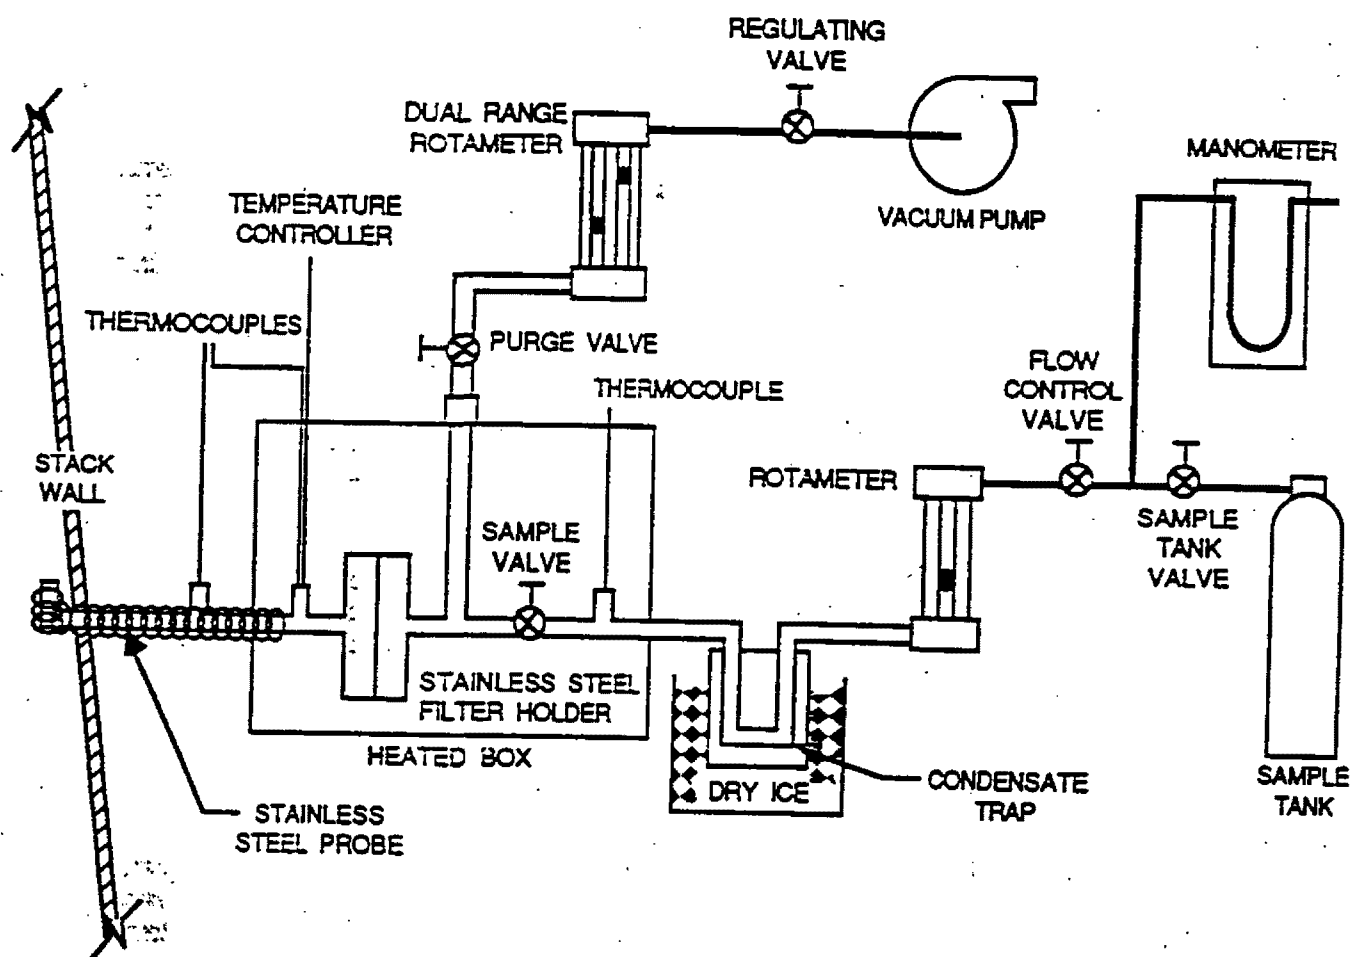 REGULATING
VALVE
DUAL RANGE
ROTAMETER
MANOMETER
TEMPERATURE
CONTROLLER
VACUUM PUMP
THERMOCOUPLES
PURGE VALVE
THERMOCOUPLE
FLOW
CONTROL
VALVE
STACK
WALL
ROTAMETER
SAMPLE
VALVE
SAMPLE
TANK
VALVE
STAINLESS STEEL
FILTER HOLDER
HEATED BOX
DRY ICE
CONDENSATE
TRAP
SAMPLE
TANK
STAINLESS
STEEL PROBE